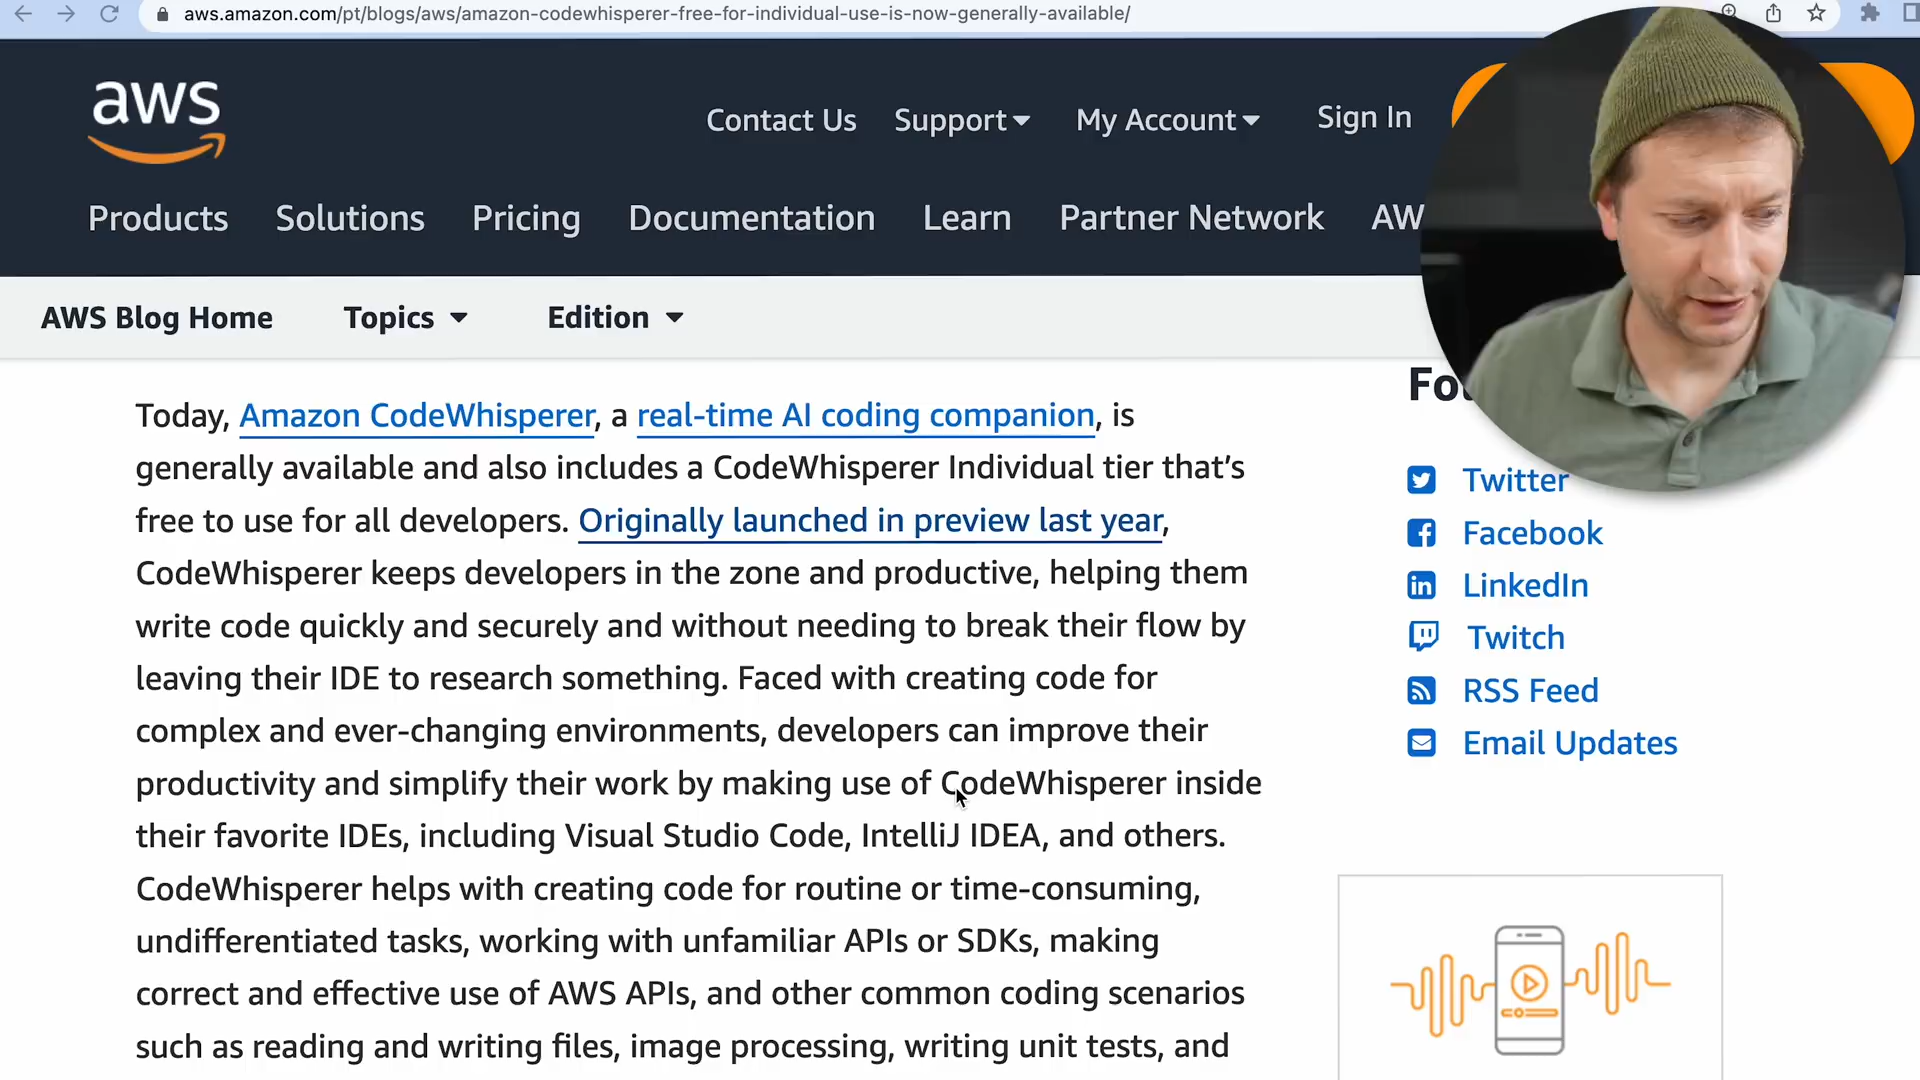 aws.amazon.com/pt/blogs/aws/amazon-codewhisperer-free-for-individual-use-is-now-generally-available/
aws
Contact Us Support My Account Sign In
Products Solutions Pricing Documentation Learn Partner Network
AWS Blog Home Topics Edition
Today, Amazon CodeWhisperer, a real-time AI coding companion, is
generally available and also includes a CodeWhisperer Individual tier that’s
free to use for all developers. Originally launched in preview last year,
CodeWhisperer keeps developers in the zone and productive, helping them
write code quickly and securely and without needing to break their flow by
leaving their IDE to research something. Faced with creating code for
complex and ever-changing environments, developers can improve their
productivity and simplify their work by making use of CodeWhisperer inside
their favorite IDEs, including Visual Studio Code, IntelliJ IDEA, and others.
CodeWhisperer helps with creating code for routine or time-consuming,
undifferentiated tasks, working with unfamiliar APIs or SDKs, making
correct and effective use of AWS APIs, and other common coding scenarios
such as reading and writing files, image processing, writing unit tests, and
Twitter
Facebook
LinkedIn
Twitch
RSS Feed
Email Updates